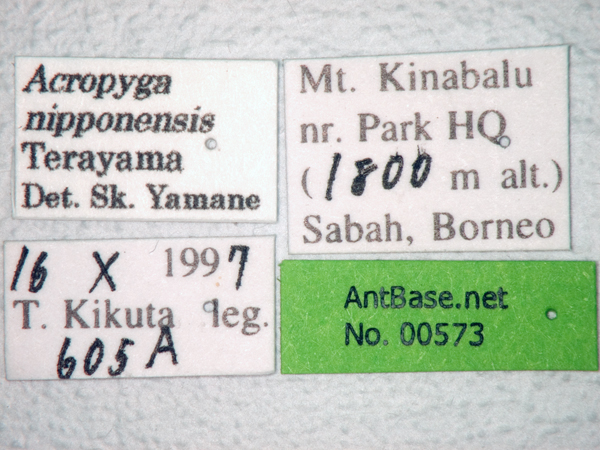 Acropyga
nipponensis
Terayama
Det. Sk. Yamane
Mt. Kinabalu
nr. Park HQ
(1800 m alt.)
Sabah, Borneo
16 X 1997
T. Kikuta leg.
605A
AntBase.net
No. 00573